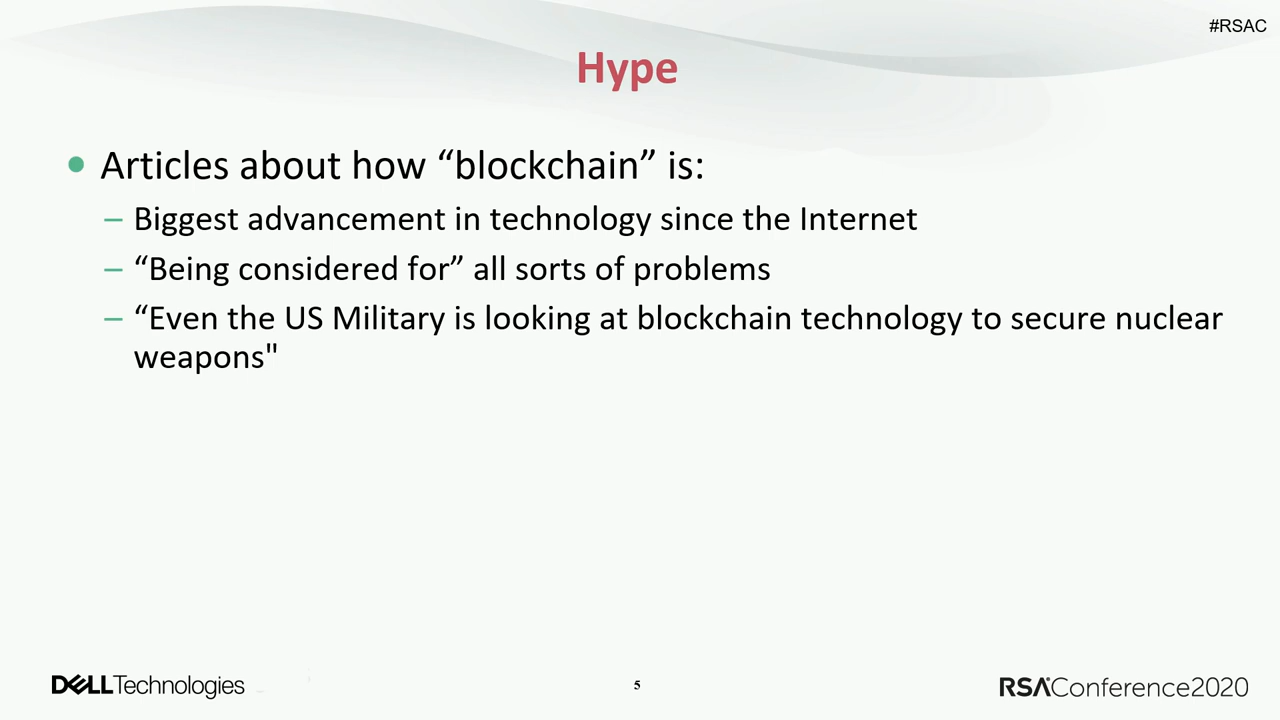 #RSAC
Hype
• Articles about how “blockchain” is:
– Biggest advancement in technology since the Internet
– “Being considered for” all sorts of problems
– “Even the US Military is looking at blockchain technology to secure nuclear
weapons"
DELLTechnologies
5
RSAConference2020